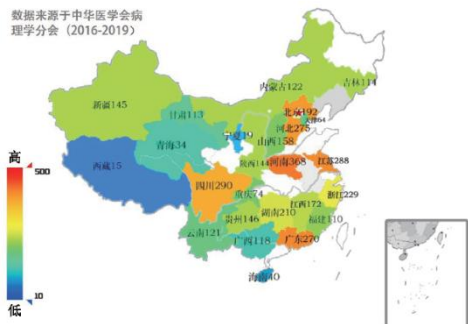 数据来源于中华医学会病
理学分会（2016-2019）
吉林114
内蒙古122
新疆145
北京192
甘肃113
天津64
河北275
宁夏19
山西158
青海34
陕西144
河南368
江苏288
高
500
西藏15
四川290
重庆74
浙江229
江西172
湖南210
贵州146
福建110
云南121
广西118
广东270
海南40
10
低